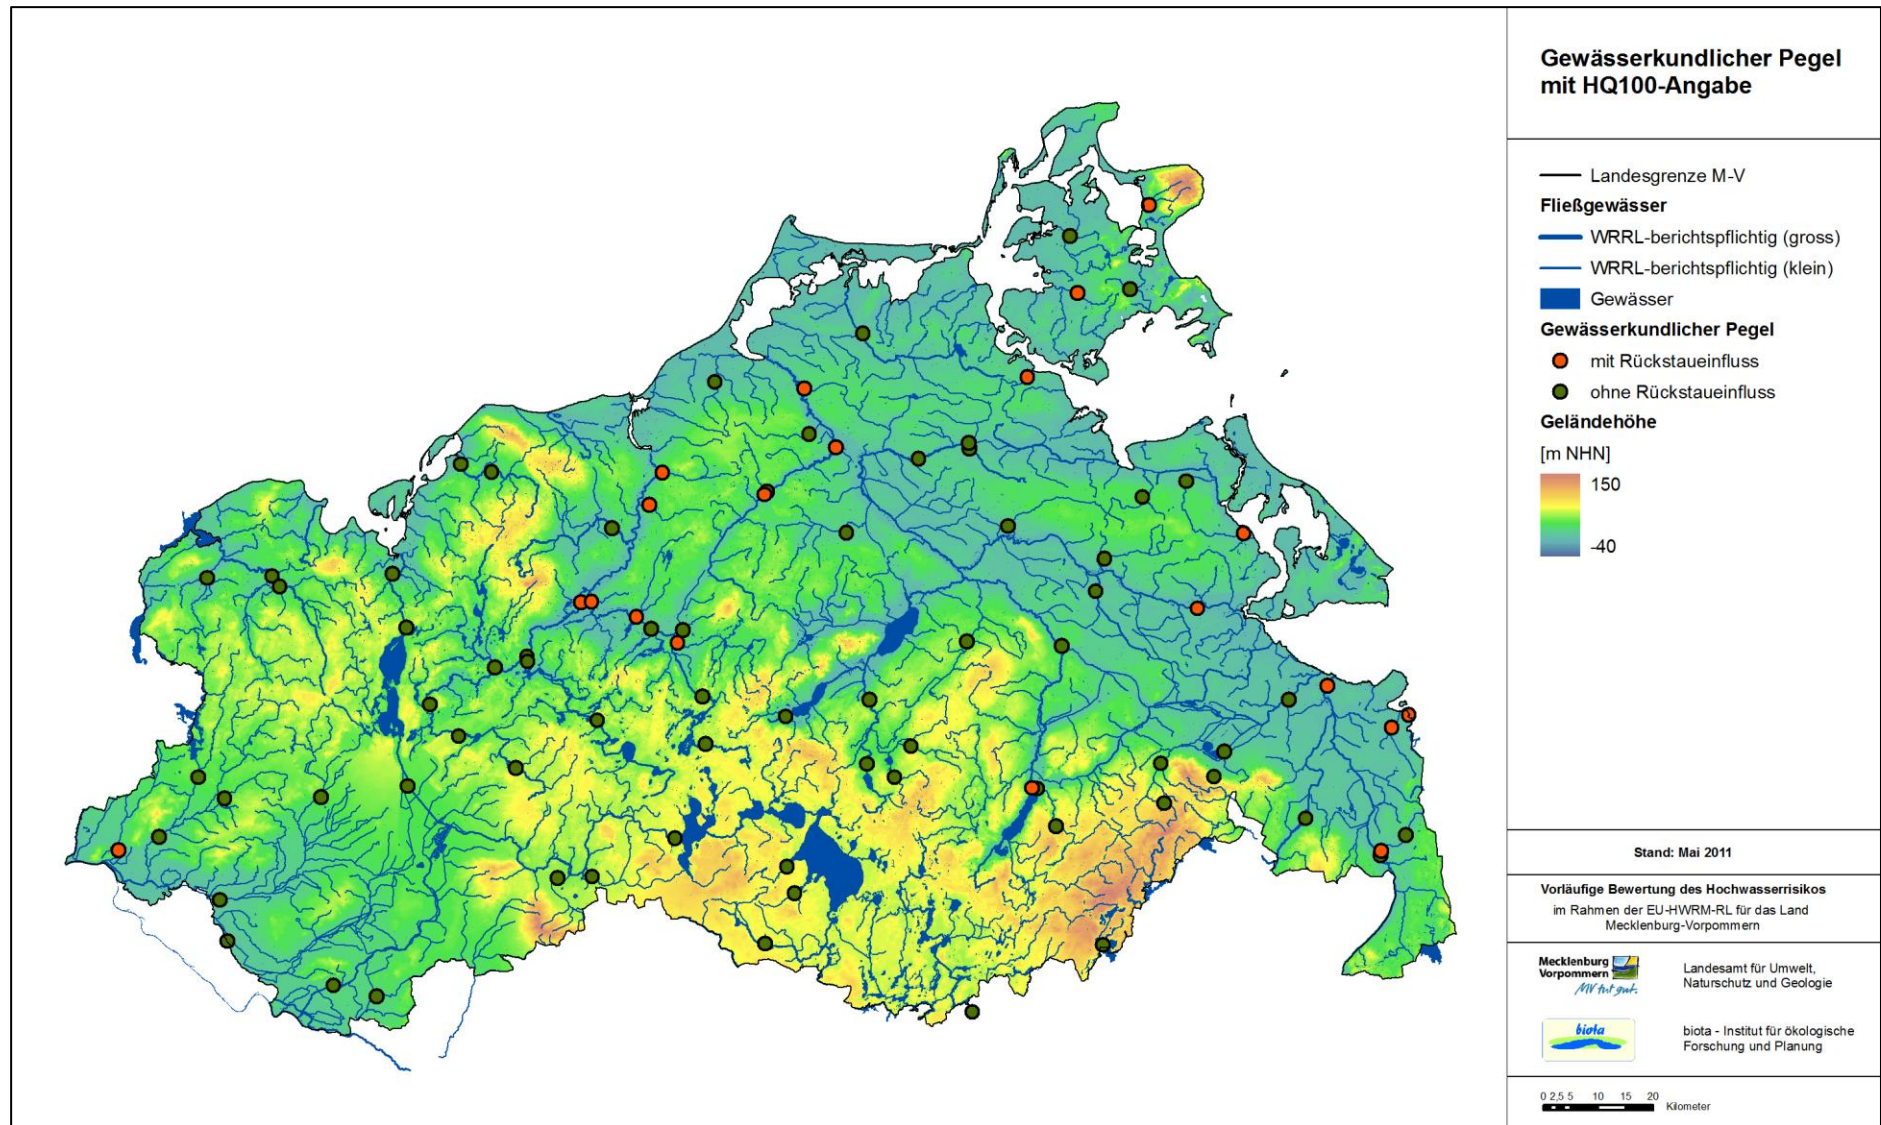 Gewässerkundlicher Pegel
mit HQ100-Angabe
Landesgrenze M-V
Fließgewässer
WRRL-berichtspflichtig (gross)
WRRL-berichtspflichtig (klein)
Gewässer
Gewässerkundlicher Pegel
mit Rückstaueinfluss
ohne Rückstaueinfluss
Geländehöhe
[m NHN]
150
-40
Stand: Mai 2011
Vorläufige Bewertung des Hochwasserrisikos
im Rahmen der EU-HWRM-RL für das Land
Mecklenburg-Vorpommern
Mecklenburg
Vorpommern
MV tut gut.
Landesamt für Umwelt,
Naturschutz und Geologie
biota
biota - Institut für ökologische
Forschung und Planung
0 2,5 5 10 15 20
Kilometer